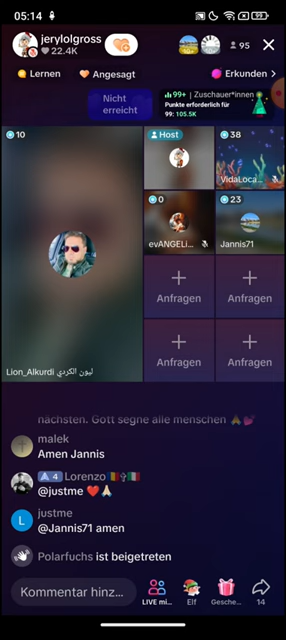 05:14
99
jerylolgross
22.4K
95
Lernen
Angesagt
Erkunden >
Nicht
erreicht
99+ | Zuschauer*innen
Punkte erforderlich für
99: 105.5K
10
Host
38
VidaLoca...
0
23
evANGELi...
Jannis71
Lion_Alkurdi ليون الكردي
+
Anfragen
+
Anfragen
+
Anfragen
+
Anfragen
nächsten. Gott segne alle menschen 🙏💕
malek
Amen Jannis
4 Lorenzo
@justme ❤️🙏🏻
L
justme
@Jannis71 amen
Polarfuchs ist beigetreten
Kommentar hinz...
LIVE mi...
Elf
Gesche...
14